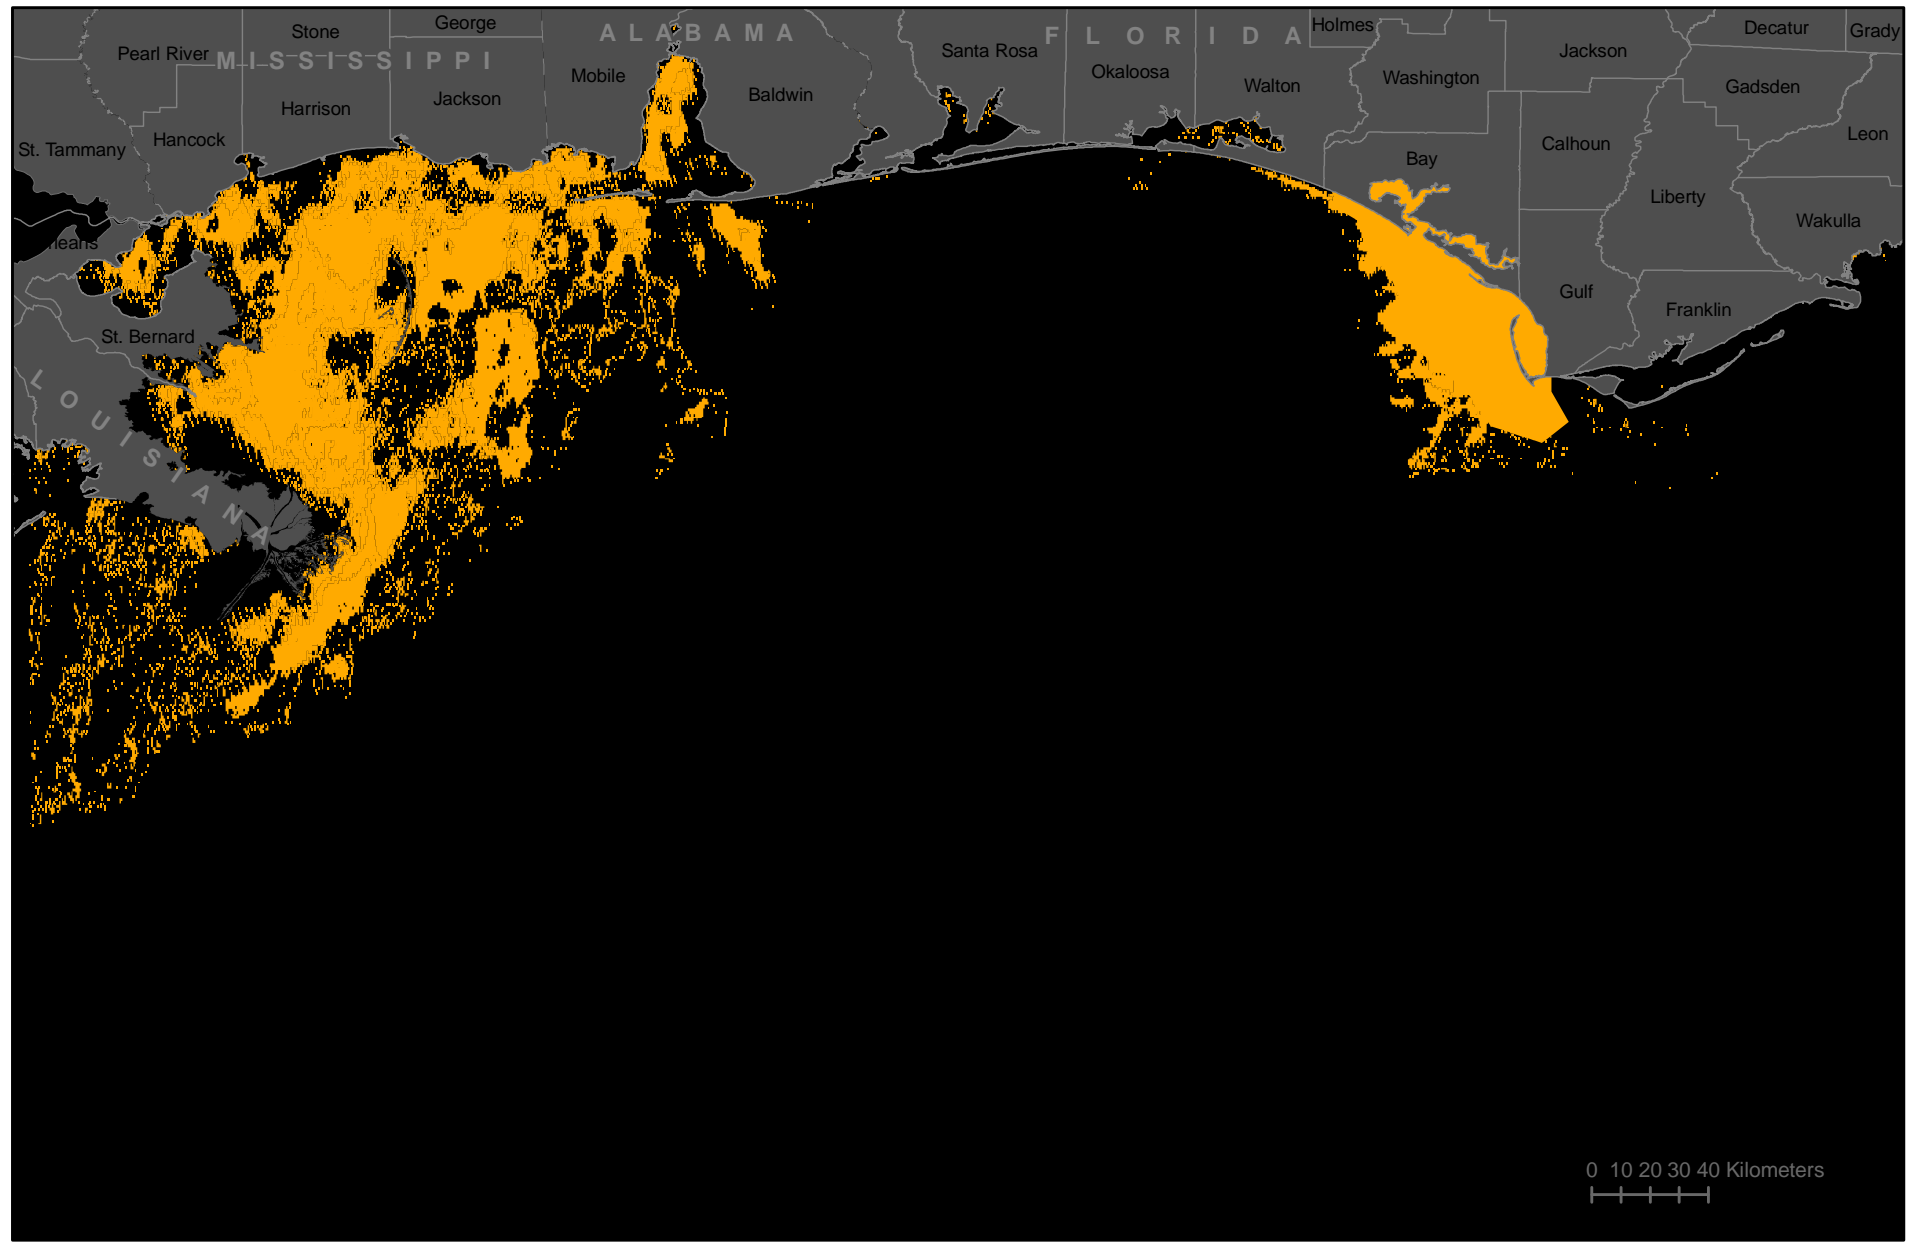 George
Stone
ALABAMA
FLORIDA
Holmes
Decatur
Grady
Pearl River
MISSISSIPPI
Santa Rosa
Jackson
Okaloosa
Mobile
Washington
Walton
Gadsden
Baldwin
Jackson
Harrison
Leon
Hancock
Calhoun
St. Tammany
Bay
Liberty
Wakulla
leans
Gulf
Franklin
St. Bernard
LOUISIANA
0 10 20 30 40 Kilometers